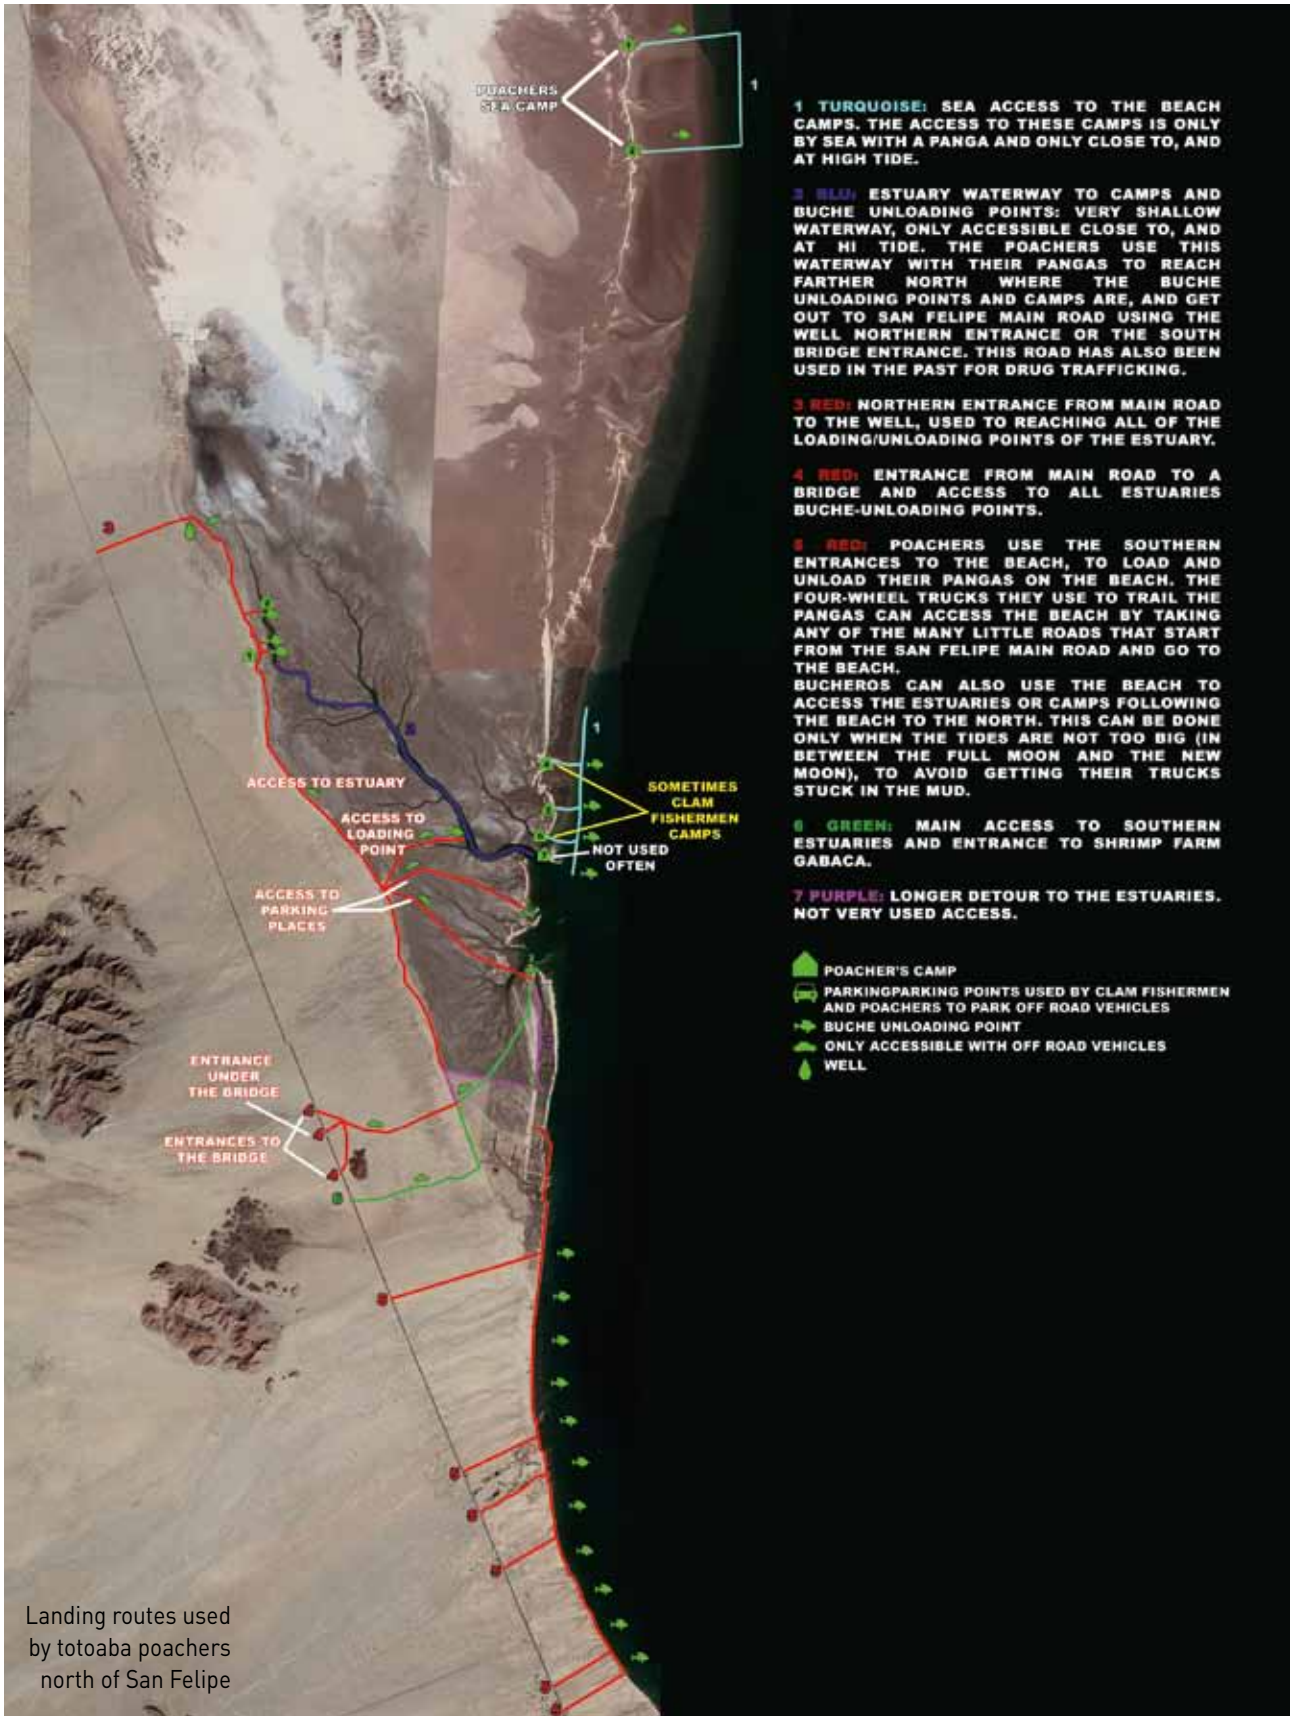 POACHERS
SEA CAMP
1
1 TURQUOISE: SEA ACCESS TO THE BEACH
CAMPS. THE ACCESS TO THESE CAMPS IS ONLY
BY SEA WITH A PANGA AND ONLY CLOSE TO, AND
AT HIGH TIDE.
2 BLU: ESTUARY WATERWAY TO CAMPS AND
BUCHE UNLOADING POINTS: VERY SHALLOW
WATERWAY, ONLY ACCESSIBLE CLOSE TO, AND
AT HI TIDE. THE POACHERS USE THIS
WATERWAY WITH THEIR PANGAS TO REACH
FARTHER NORTH WHERE THE BUCHE
UNLOADING POINTS AND CAMPS ARE, AND GET
OUT TO SAN FELIPE MAIN ROAD USING THE
WELL NORTHERN ENTRANCE OR THE SOUTH
BRIDGE ENTRANCE. THIS ROAD HAS ALSO BEEN
USED IN THE PAST FOR DRUG TRAFFICKING.
3 RED: NORTHERN ENTRANCE FROM MAIN ROAD
TO THE WELL, USED TO REACHING ALL OF THE
LOADING/UNLOADING POINTS OF THE ESTUARY.
4 RED: ENTRANCE FROM MAIN ROAD TO A
BRIDGE AND ACCESS TO ALL ESTUARIES
BUCHE-UNLOADING POINTS.
5 RED: POACHERS USE THE SOUTHERN
ENTRANCES TO THE BEACH, TO LOAD AND
UNLOAD THEIR PANGAS ON THE BEACH. THE
FOUR-WHEEL TRUCKS THEY USE TO TRAIL THE
PANGAS CAN ACCESS THE BEACH BY TAKING
ANY OF THE MANY LITTLE ROADS THAT START
FROM THE SAN FELIPE MAIN ROAD AND GO TO
THE BEACH.
BUCHEROS CAN ALSO USE THE BEACH TO
ACCESS THE ESTUARIES OR CAMPS FOLLOWING
THE BEACH TO THE NORTH. THIS CAN BE DONE
ONLY WHEN THE TIDES ARE NOT TOO BIG (IN
BETWEEN THE FULL MOON AND THE NEW
MOON), TO AVOID GETTING THEIR TRUCKS
STUCK IN THE MUD.
6 GREEN: MAIN ACCESS TO SOUTHERN
ESTUARIES AND ENTRANCE TO SHRIMP FARM
GABACA.
7 PURPLE: LONGER DETOUR TO THE ESTUARIES.
NOT VERY USED ACCESS.
POACHER'S CAMP
PARKINGPARKING POINTS USED BY CLAM FISHERMEN
AND POACHERS TO PARK OFF ROAD VEHICLES
BUCHE UNLOADING POINT
ONLY ACCESSIBLE WITH OFF ROAD VEHICLES
WELL
3
2
1
ACCESS TO ESTUARY
ACCESS TO
LOADING
POINT
SOMETIMES
CLAM
FISHERMEN
CAMPS
NOT USED
OFTEN
ACCESS TO
PARKING
PLACES
ENTRANCE
UNDER
THE BRIDGE
ENTRANCES TO
THE BRIDGE
4
4
4
6
5
5
5
Landing routes used
by totoaba poachers
north of San Felipe